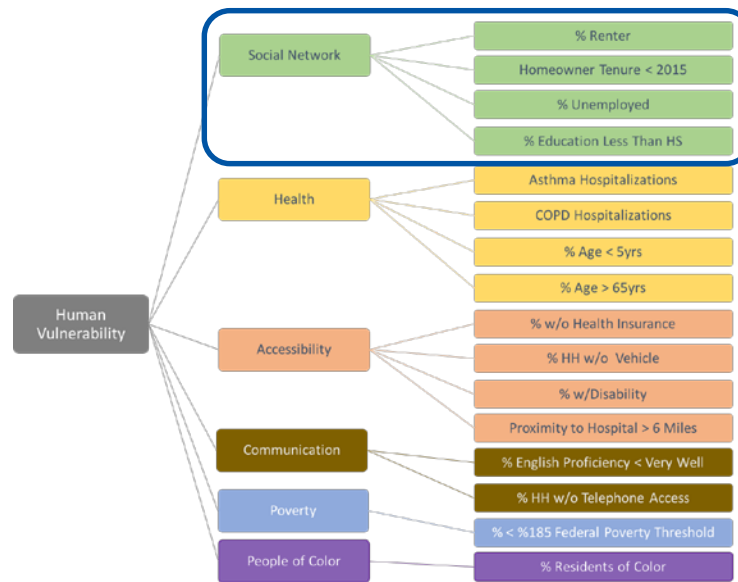 Social Network
% Renter
Homeowner Tenure < 2015
% Unemployed
% Education Less Than HS
Health
Asthma Hospitalizations
COPD Hospitalizations
% Age < 5yrs
% Age > 65yrs
Human
Vulnerability
Accessibility
% w/o Health Insurance
% HH w/o Vehicle
% w/Disability
Proximity to Hospital > 6 Miles
Communication
% English Proficiency < Very Well
% HH w/o Telephone Access
Poverty
% < %185 Federal Poverty Threshold
People of Color
% Residents of Color